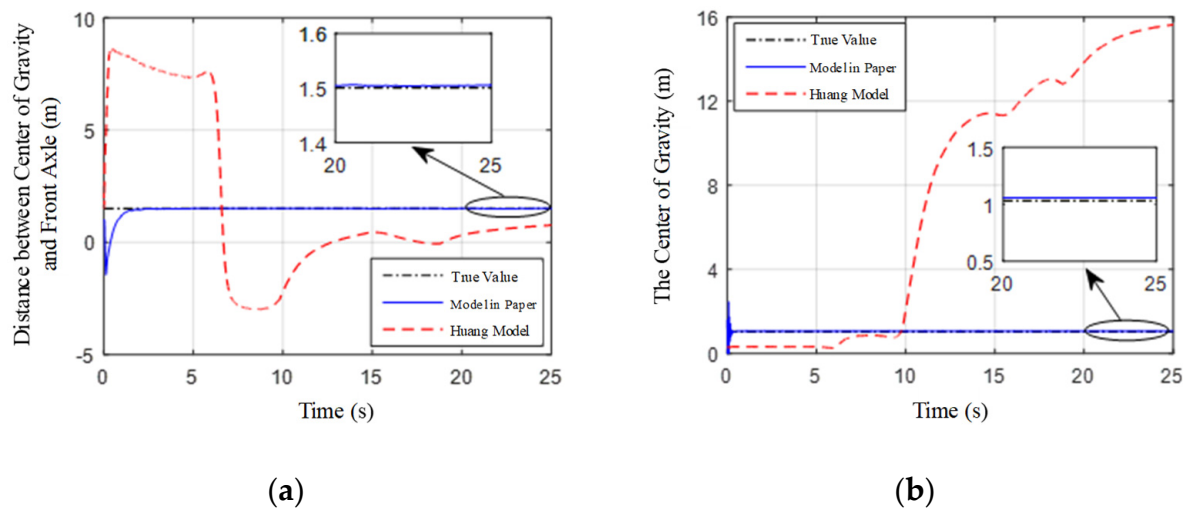 10
5
0
-5
Distance between Center of Gravity
and Front Axle (m)
1.6
1.5
1.4
20 25
True Value
Model in Paper
Huang Model
0 5 10 15 20 25
Time (s)
(a)
16
12
16
4
0
The Center of Gravity (m)
True Value
Model in Paper
Huang Model
1.5
1
0.5
20 25
0 5 10 15 20 25
Time (s)
(b)